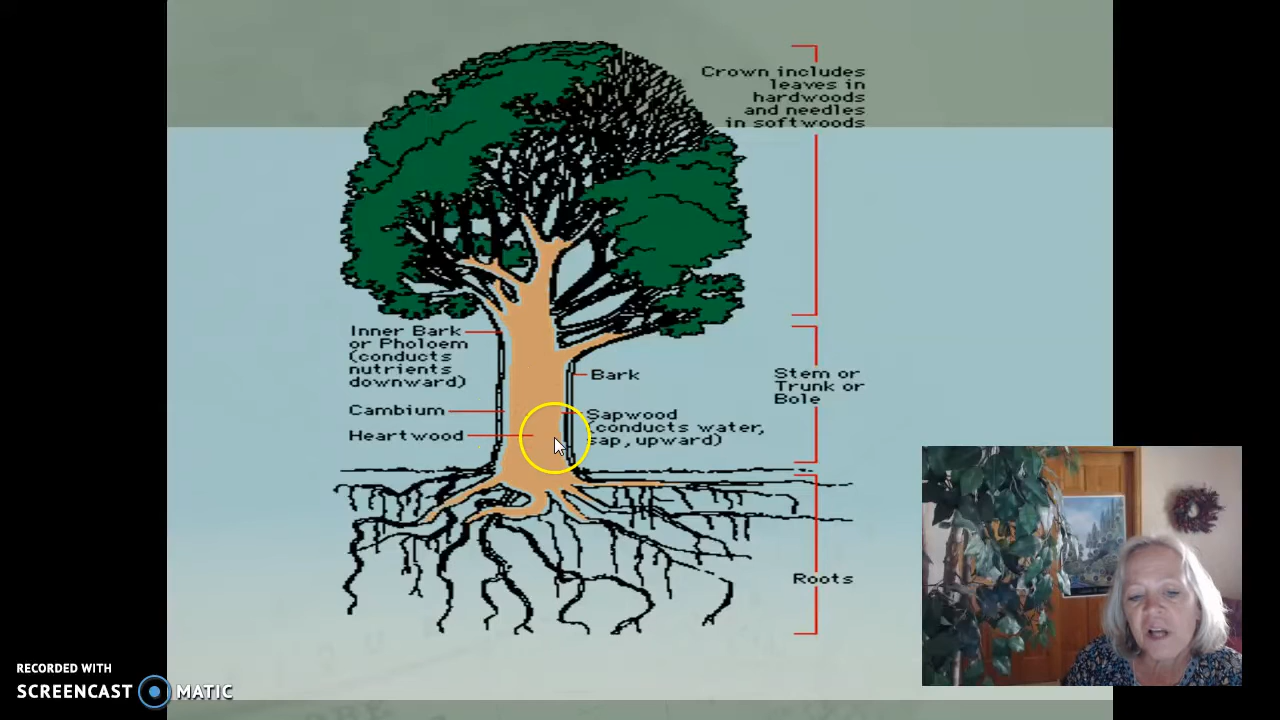 Crown includes
leaves in
hardwoods
and needles
in softwoods
Inner Bark
or Pholoem
(conducts
nutrients
downward)
Bark
Stem or
Trunk or
Bole
Cambium
Sapwood
(conducts water,
sap, upward)
Heartwood
Roots
RECORDED WITH
SCREENCAST MATIC